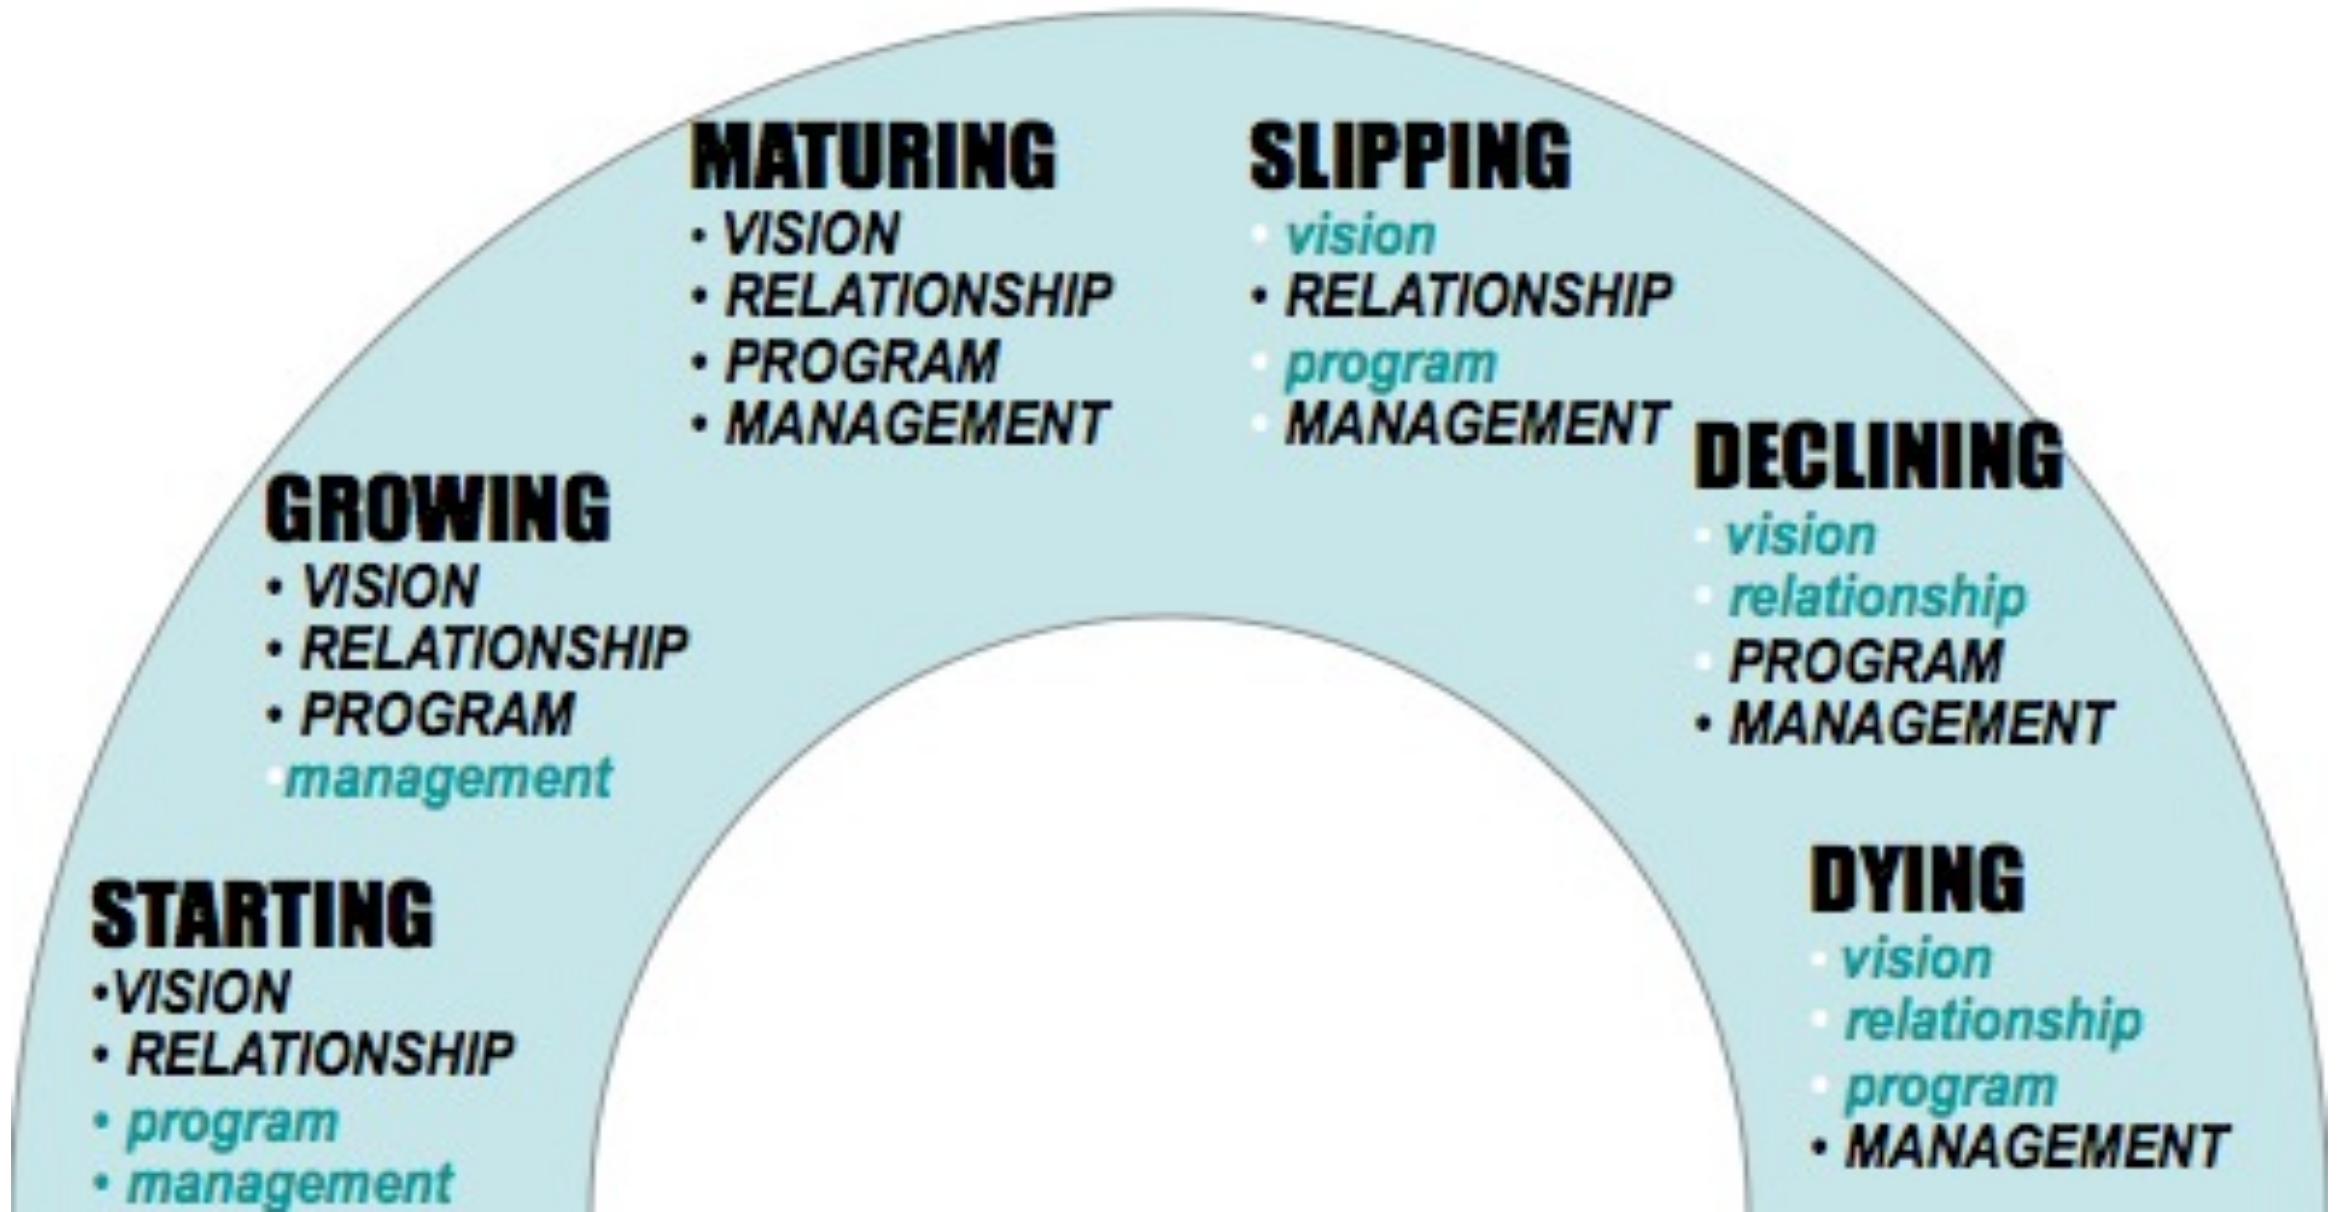 MATURING
• VISION
• RELATIONSHIP
• PROGRAM
• MANAGEMENT
SLIPPING
• vision
• RELATIONSHIP
• program
• MANAGEMENT
GROWING
• VISION
• RELATIONSHIP
• PROGRAM
•management
DECLINING
• vision
• relationship
• PROGRAM
• MANAGEMENT
STARTING
•VISION
• RELATIONSHIP
• program
• management
DYING
• vision
• relationship
• program
• MANAGEMENT